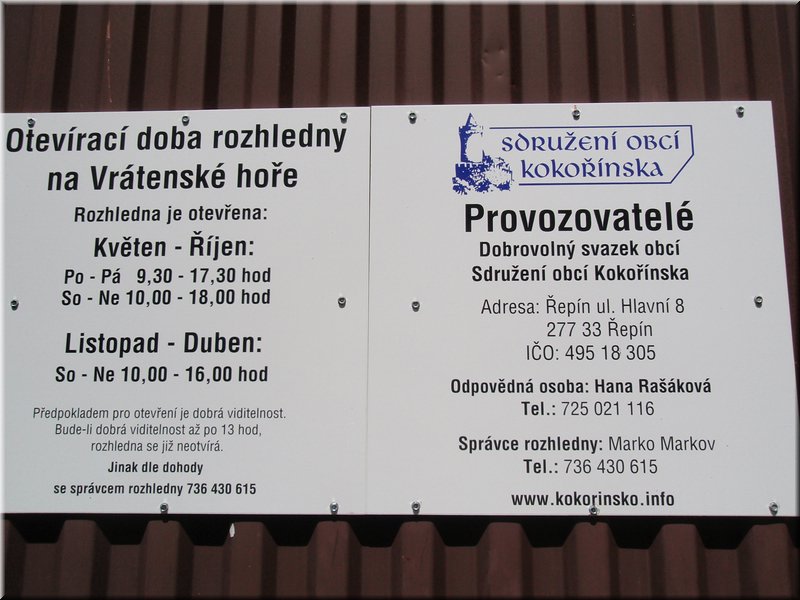 Otevírací doba rozhledny
na Vrátenské hoře
Rozhledna je otevřena:
Květen - Říjen:
Po - Pá 9,30 - 17,30 hod
So - Ne 10,00 - 18,00 hod
Listopad - Duben:
So - Ne 10,00 - 16,00 hod
Předpokladem pro otevření je dobrá viditelnost.
Bude-li dobrá viditelnost až po 13 hod,
rozhledna se již neotvírá.
Jinak dle dohody
se správcem rozhledny 736 430 615
SDRUŽENÍ OBCÍ
KOKOŘÍNSKA
Provozovatelé
Dobrovolný svazek obcí
Sdružení obcí Kokořínska
Adresa: Řepín ul. Hlavní 8
277 33 Řepín
IČO: 495 18 305
Odpovědná osoba: Hana Rašáková
Tel.: 725 021 116
Správce rozhledny: Marko Markov
Tel.: 736 430 615
www.kokorinsko.info